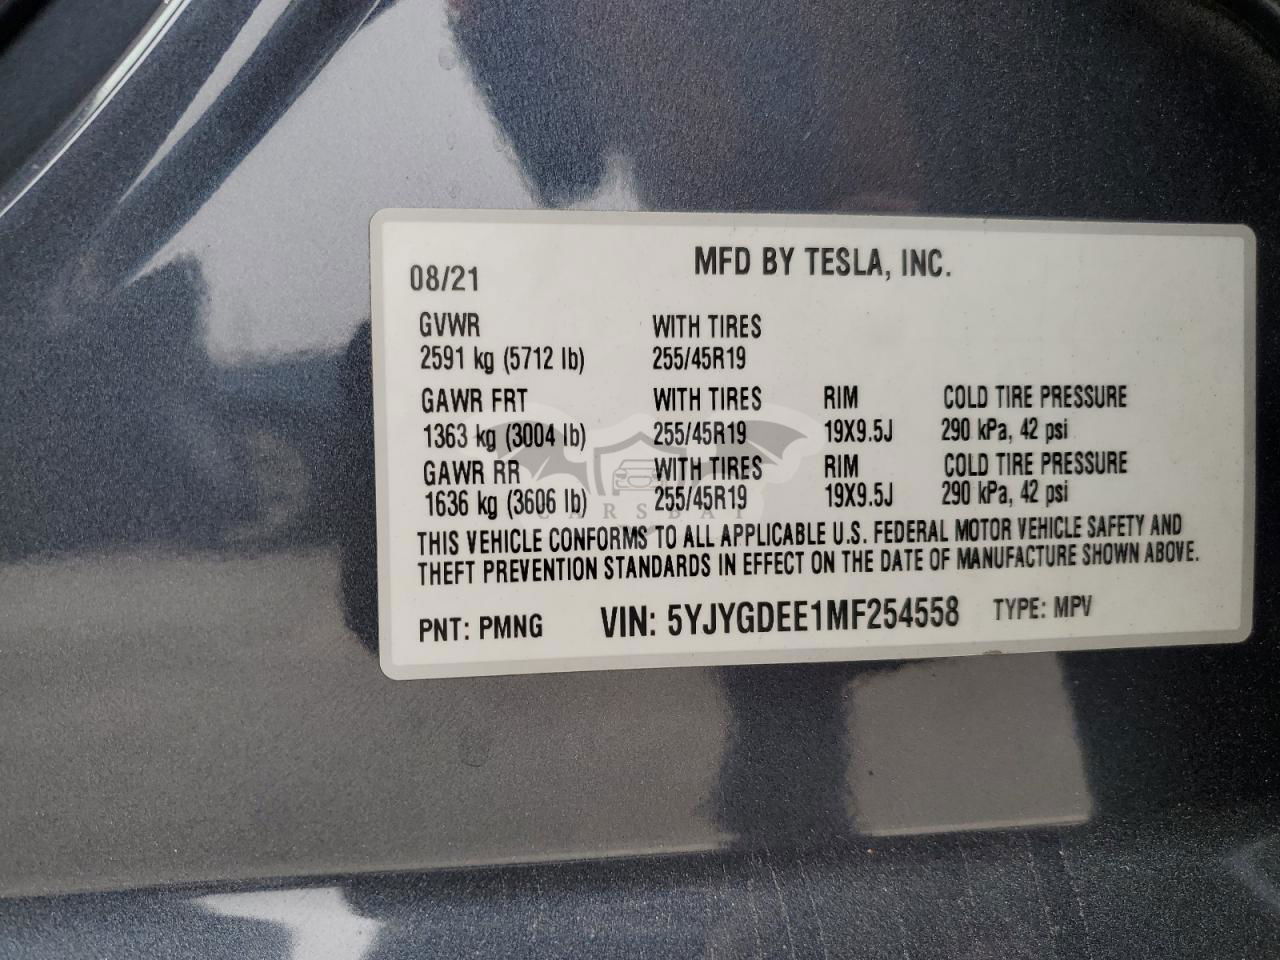 08/21 MFD BY TESLA, INC.
GVWR WITH TIRES
2591 kg (5712 lb) 255/45R19
GAWR FRT WITH TIRES RIM COLD TIRE PRESSURE
1363 kg (3004 lb) 255/45R19 19X9.5J 290 kPa, 42 psi
GAWR RR WITH TIRES RIM COLD TIRE PRESSURE
1636 kg (3606 lb) 255/45R19 19X9.5J 290 kPa, 42 psi
CARSBAT
THIS VEHICLE CONFORMS TO ALL APPLICABLE U.S. FEDERAL MOTOR VEHICLE SAFETY AND
THEFT PREVENTION STANDARDS IN EFFECT ON THE DATE OF MANUFACTURE SHOWN ABOVE.
PNT: PMNG VIN: 5YJYGDEE1MF254558 TYPE: MPV